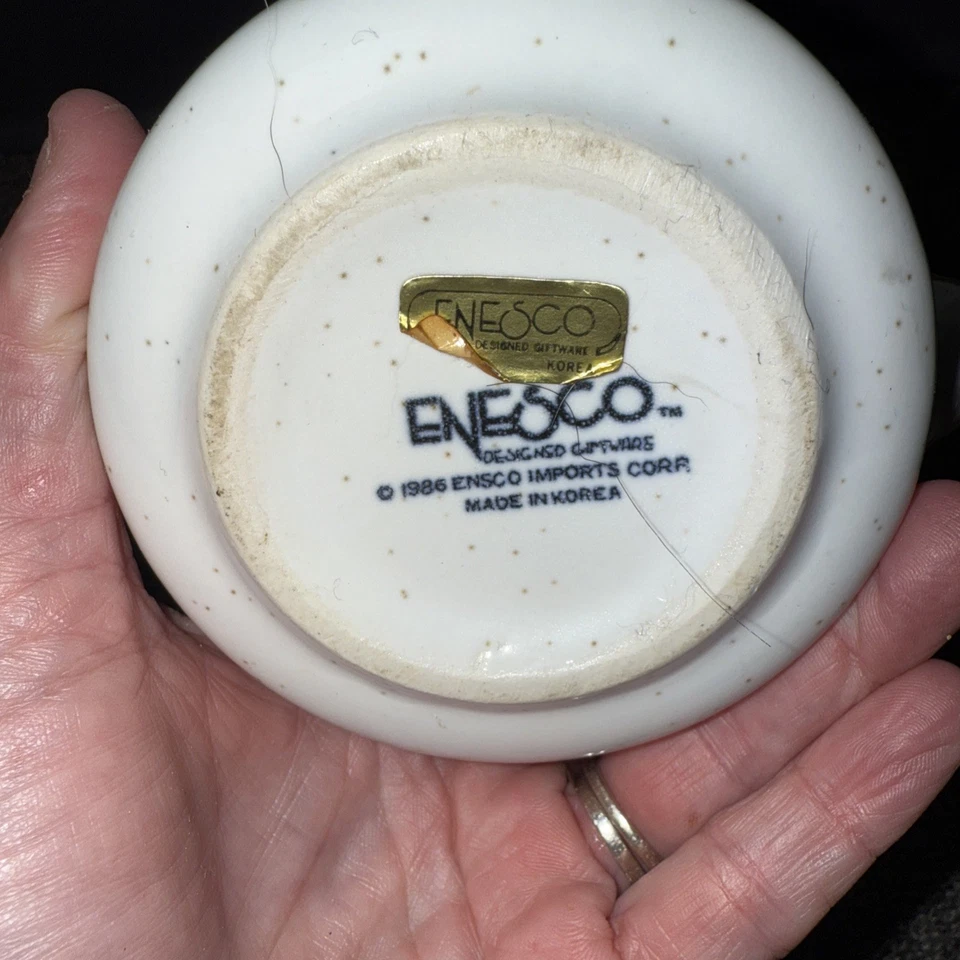 ENESCO
DESIGNED GIFTWARE
KOREA
ENESCO™
DESIGNED GIFTWARE
© 1986 ENSCO IMPORTS CORP.
MADE IN KOREA